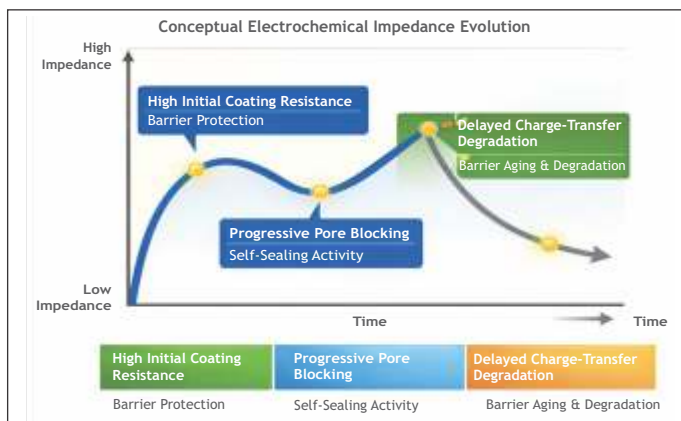 Conceptual Electrochemical Impedance Evolution
High
Impedance
High Initial Coating Resistance
Barrier Protection
Delayed Charge-Transfer
Degradation
Barrier Aging & Degradation
Progressive Pore Blocking
Self-Sealing Activity
Low
Impedance
Time
Time
High Initial Coating
Resistance
Progressive Pore
Blocking
Delayed Charge-Transfer
Degradation
Barrier Protection
Self-Sealing Activity
Barrier Aging & Degradation